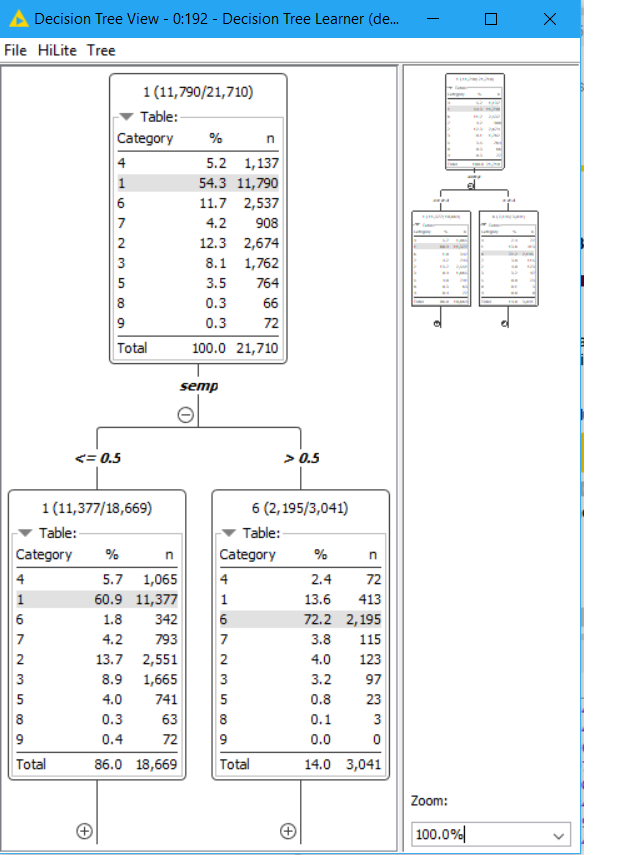 Decision Tree View - 0:192 - Decision Tree Learner (de...
File HiLite Tree
1 (11,790/21,710)
Table:
Category % n
4 5.2 1,137
1 54.3 11,790
6 11.7 2,537
7 4.2 908
2 12.3 2,674
3 8.1 1,762
5 3.5 764
8 0.3 66
9 0.3 72
Total 100.0 21,710
semp
<= 0.5
> 0.5
1 (11,377/18,669)
Table:
Category % n
4 5.7 1,065
1 60.9 11,377
6 1.8 342
7 4.2 793
2 13.7 2,551
3 8.9 1,665
5 4.0 741
8 0.3 63
9 0.4 72
Total 86.0 18,669
6 (2,195/3,041)
Table:
Category % n
4 2.4 72
1 13.6 413
6 72.2 2,195
7 3.8 115
2 4.0 123
3 3.2 97
5 0.8 23
8 0.1 3
9 0.0 0
Total 14.0 3,041
Zoom:
100.0%